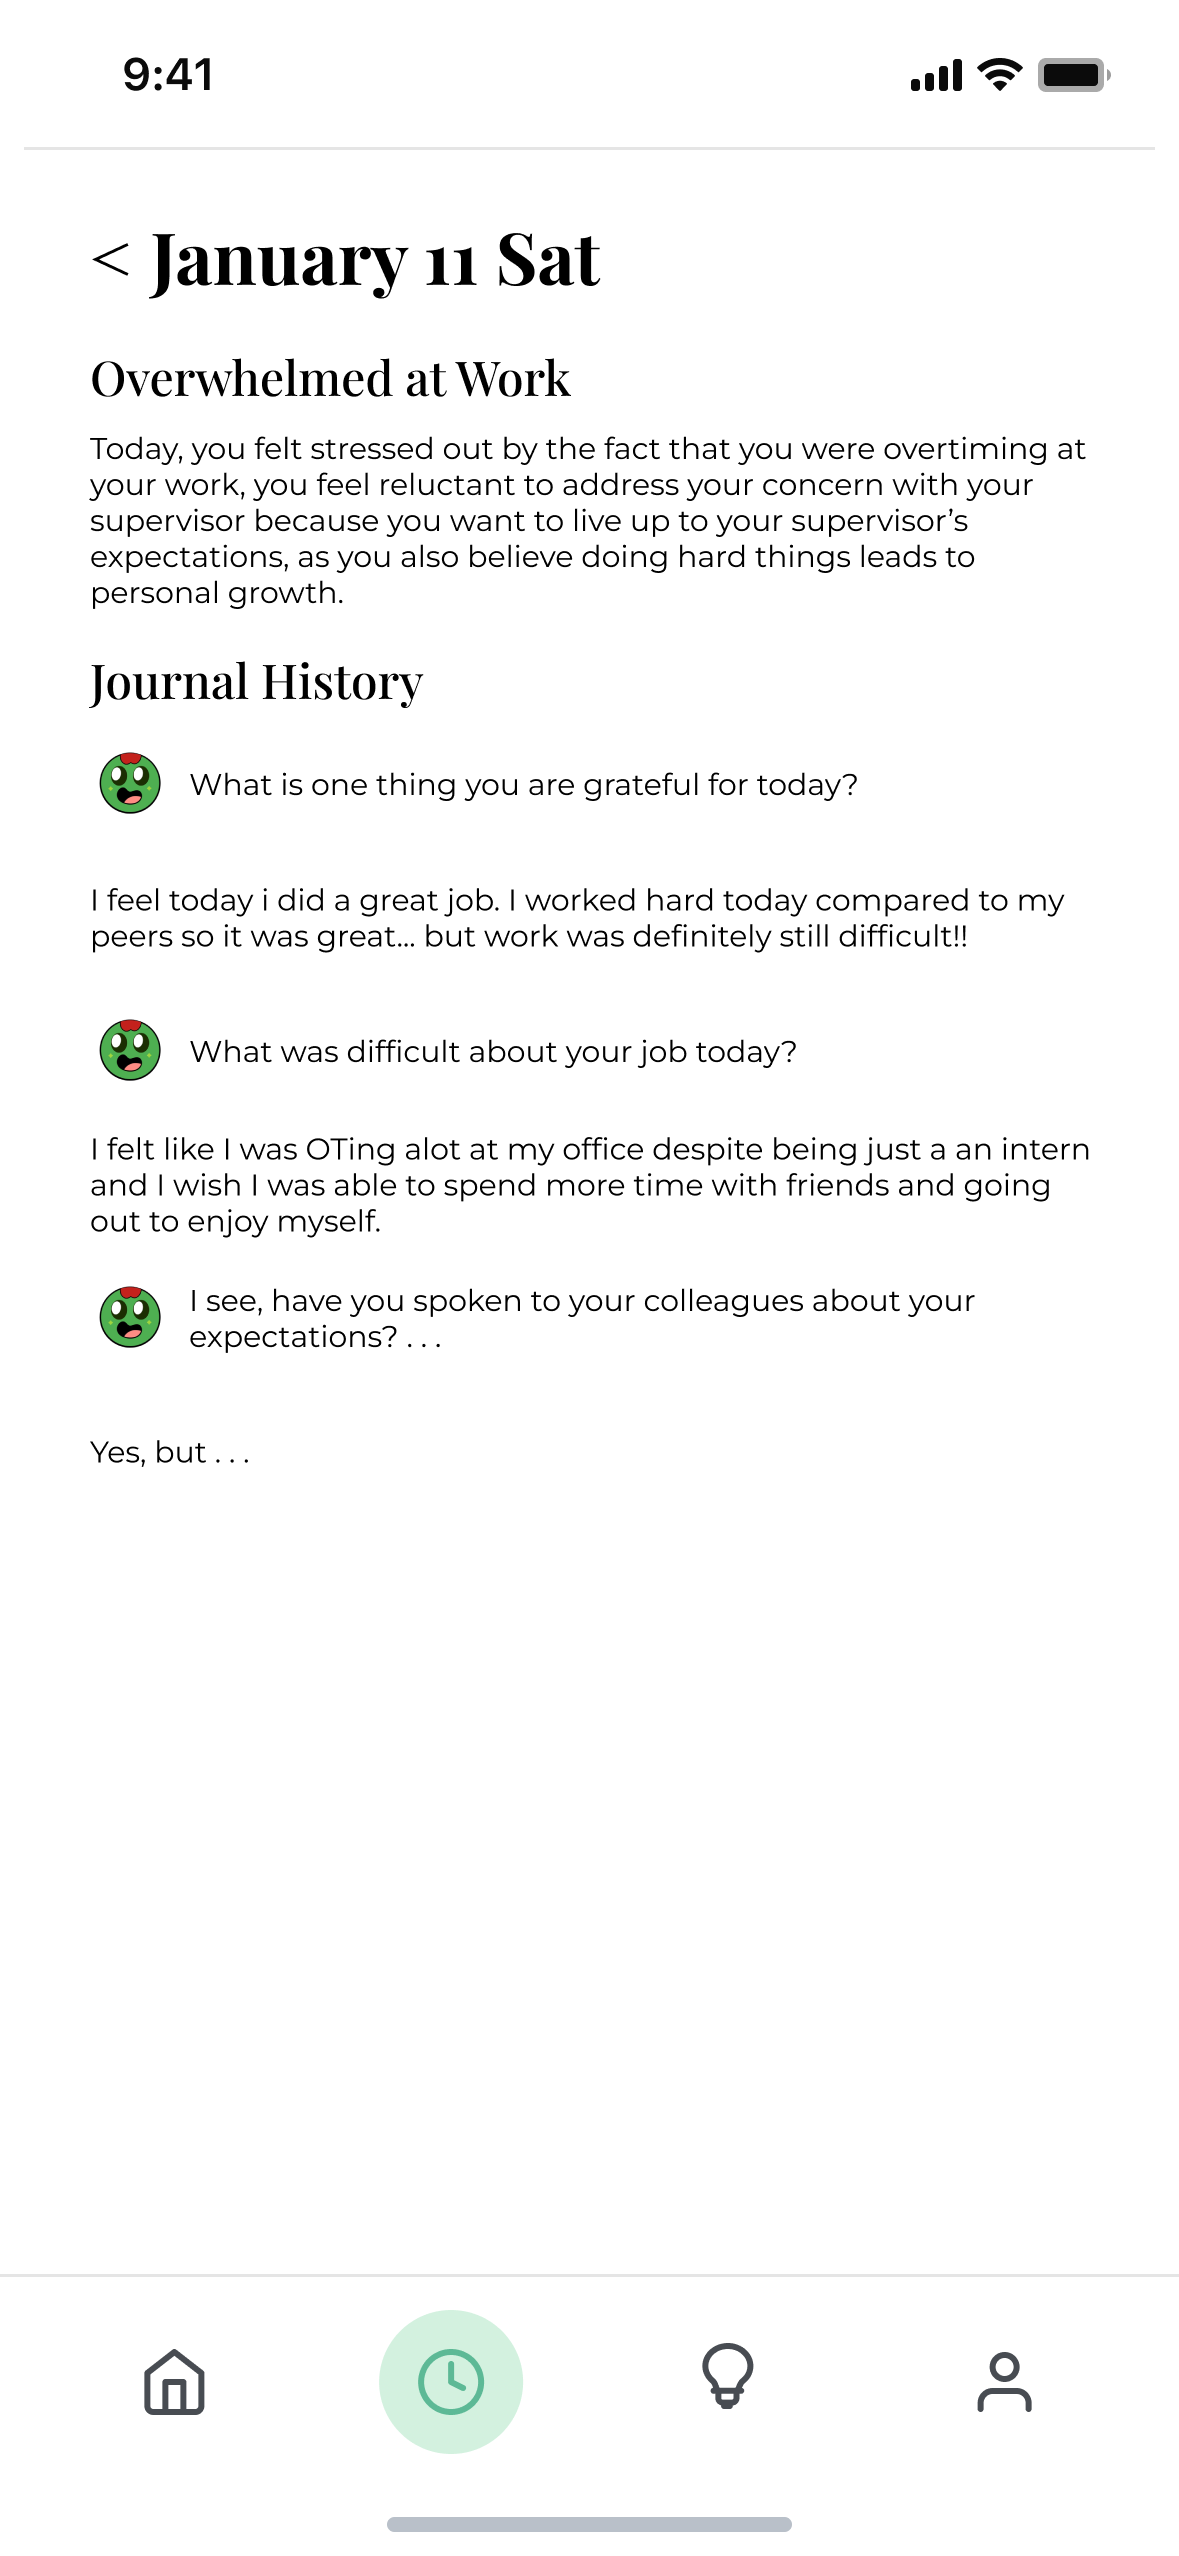 9:41
< January 11 Sat
Overwhelmed at Work
Today, you felt stressed out by the fact that you were overtiming at
your work, you feel reluctant to address your concern with your
supervisor because you want to live up to your supervisor’s
expectations, as you also believe doing hard things leads to
personal growth.
Journal History
What is one thing you are grateful for today?
I feel today i did a great job. I worked hard today compared to my
peers so it was great... but work was definitely still difficult!!
What was difficult about your job today?
I felt like I was OTing alot at my office despite being just a an intern
and I wish I was able to spend more time with friends and going
out to enjoy myself.
I see, have you spoken to your colleagues about your
expectations? . . .
Yes, but . . .